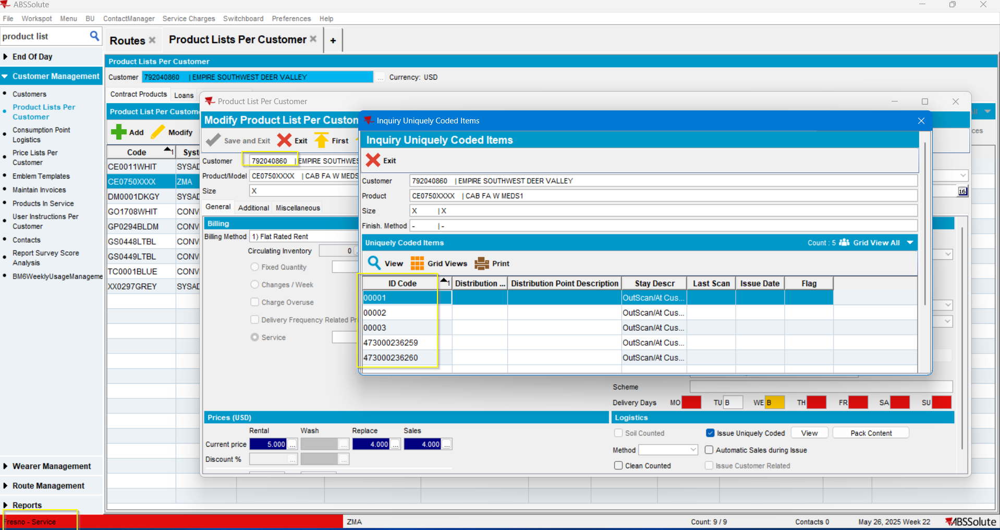 ABSSolute
File Workspot Menu BU ContactManager Service Charges Switchboard Preferences Help
product list
Routes
Product Lists Per Customer
+
End Of Day
Customer Management
Customers
Product Lists Per
Customer
Consumption Point
Logistics
Price Lists Per
Customer
Emblem Templates
Maintain Invoices
Products In Service
User Instructions Per
Customer
Contacts
Report Survey Score
Analysis
BM6WeeklyUsageManageme
Wearer Management
Route Management
Reports
Product Lists Per Customer
Customer 792040860 | EMPIRE SOUTHWEST DEER VALLEY ... Currency: USD
Contract Products Loans
Product List Per Custom
Add Modify
Code 1 Syst
CE0011WHIT SYSAD
CE0750XXXX ZMA
DM0001DKGY SYSAD
GO1708WHIT CONV
GP0294BLDM CONV
GS0448LTBL CONV
GS0449LTBL CONV
TC0001BLUE CONV
XX0297GREY SYSAD
Product List Per Customer
Modify Product List Per Custon
Save and Exit Exit First
Customer 792040860 | EMPIRE SOUTHWES
Product/Model CE0750XXXX | CAB FA W MEDS
Size X
16
General Additional Miscellaneous
Billing
Billing Method 1) Flat Rated Rent
Circulating Inventory 0
Fixed Quantity
Changes / Week
Charge Overuse
Delivery Frequency Related Pr
Service
Inquiry Uniquely Coded Items
Inquiry Uniquely Coded Items
Exit
Customer 792040860 | EMPIRE SOUTHWEST DEER VALLEY
Product CE0750XXXX | CAB FA W MEDS1
Size X | X
Finish. Method - | -
Uniquely Coded Items Count : 5 Grid View All
View Grid Views Print
ID Code 1 Distribution ... Distribution Point Description Stay Descr Last Scan Issue Date Flag
00001 OutScan/At Cus...
00002 OutScan/At Cus...
00003 OutScan/At Cus...
473000236259 OutScan/At Cus...
473000236260 OutScan/At Cus...
Scheme
Delivery Days MO TU B WE B TH FR SA SU
Prices (USD)
Rental Wash Replace Sales
Current price 5.000 ... ... 4.000 ... 4.000 ...
Discount % ... ...
Logistics
Soil Counted Issue Uniquely Coded View Pack Content
Method Automatic Sales during Issue
Clean Counted Issue Customer Related
ces
Fresno - Service ZMA Count: 9 / 9 Contacts 0 May 26, 2025 Week 22 ABSSolute